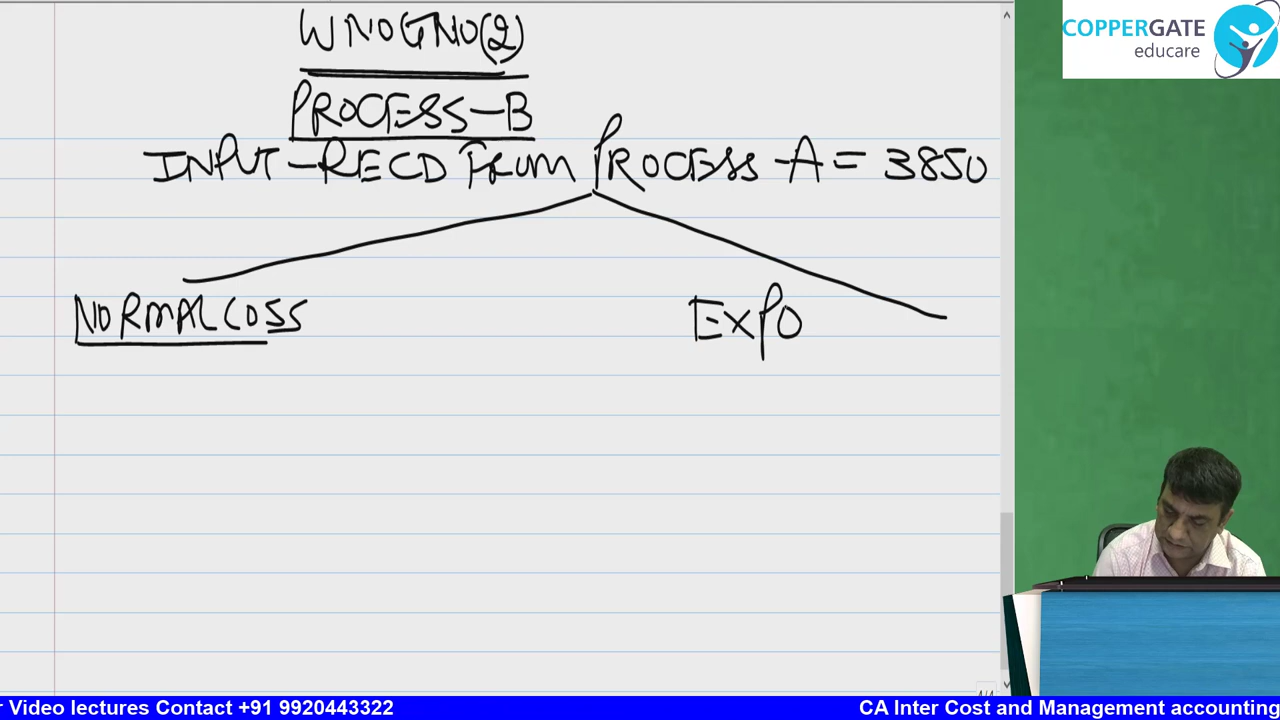 WNOGNO(2)
COPPERGATE
educare
PROCESS-B
INPUT-RECD FROM PROCESS-A = 3850
NORMAL LOSS
EXPO
r Video lectures Contact +91 9920443322
CA Inter Cost and Management accounting